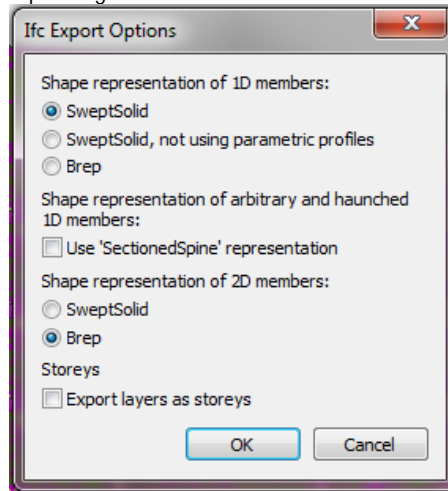 Ifc Export Options
Shape representation of 1D members:
SweptSolid
SweptSolid, not using parametric profiles
Brep
Shape representation of arbitrary and haunched
1D members:
Use 'SectionedSpine' representation
Shape representation of 2D members:
SweptSolid
Brep
Storeys
Export layers as storeys
OK Cancel